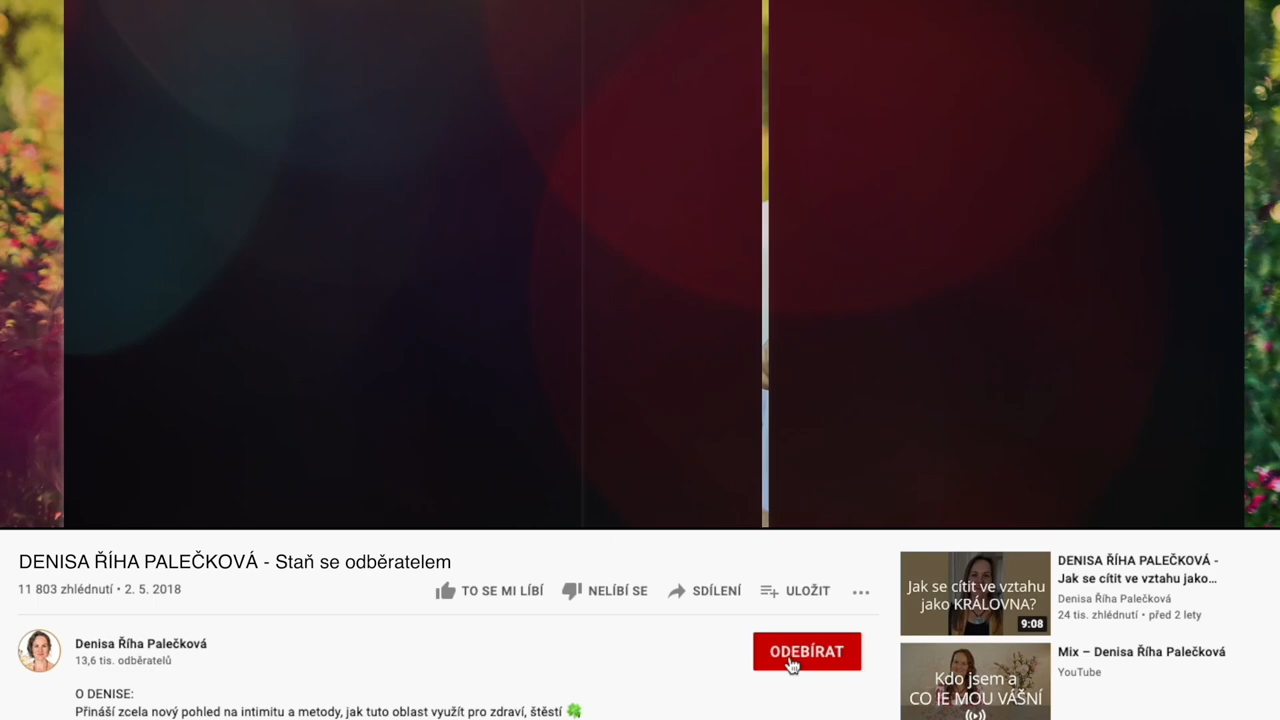 DENISA ŘÍHA PALEČKOVÁ - Staň se odběratelem
11 803 zhlédnutí • 2. 5. 2018
TO SE MI LÍBÍ
NELÍBÍ SE
SDÍLENÍ
ULOŽIT
Denisa Říha Palečková
13,6 tis. odběratelů
ODEBÍRAT
O DENISE:
Přináší zcela nový pohled na intimitu a metody, jak tuto oblast využít pro zdraví, štěstí 🍀
Jak se cítit ve vztahu
jako KRÁLOVNA?
9:08
DENISA ŘÍHA PALEČKOVÁ -
Jak se cítit ve vztahu jako...
Denisa Říha Palečková
24 tis. zhlédnutí • před 2 lety
Kdo jsem a
CO JE MOU VÁŠNÍ
Mix – Denisa Říha Palečková
YouTube